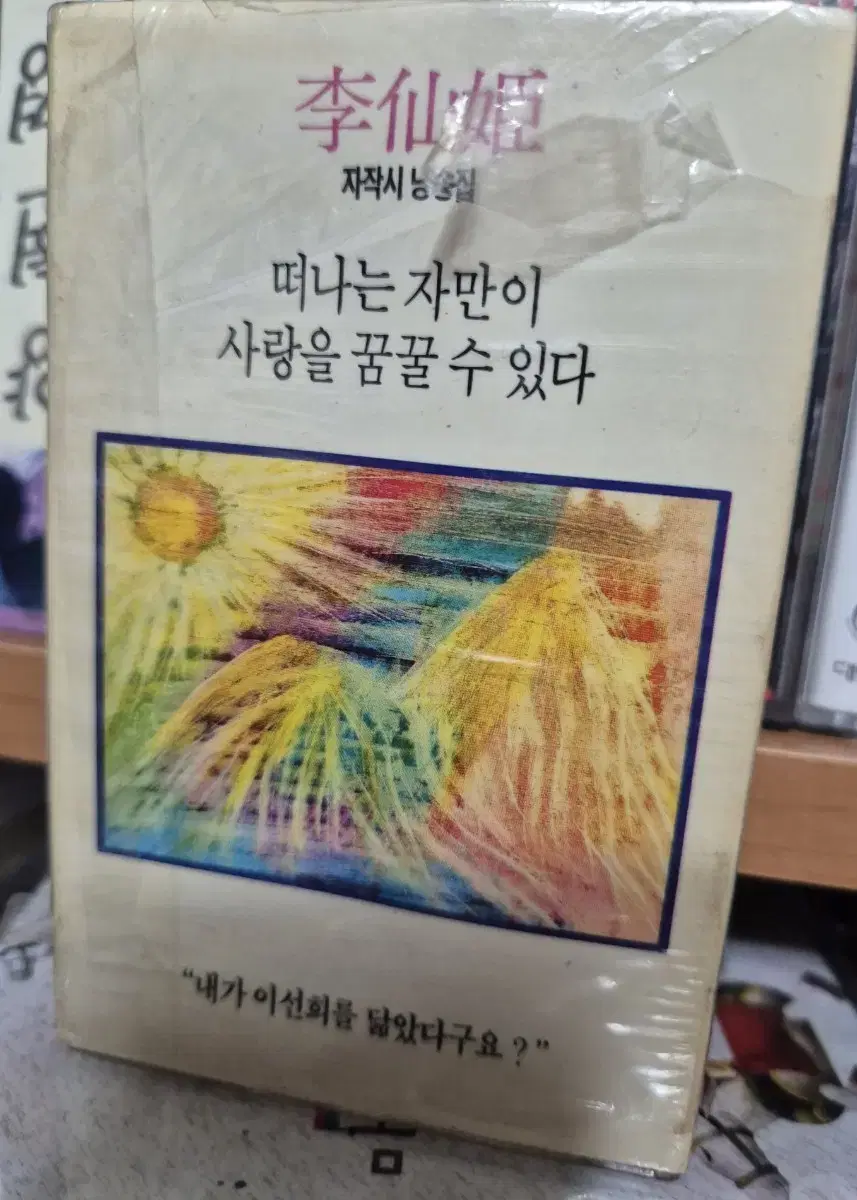 李仙姬
자작시 낭송집
떠나는 자만이
사랑을 꿈꿀 수 있다
“내가 이선희를 닮았다구요?”